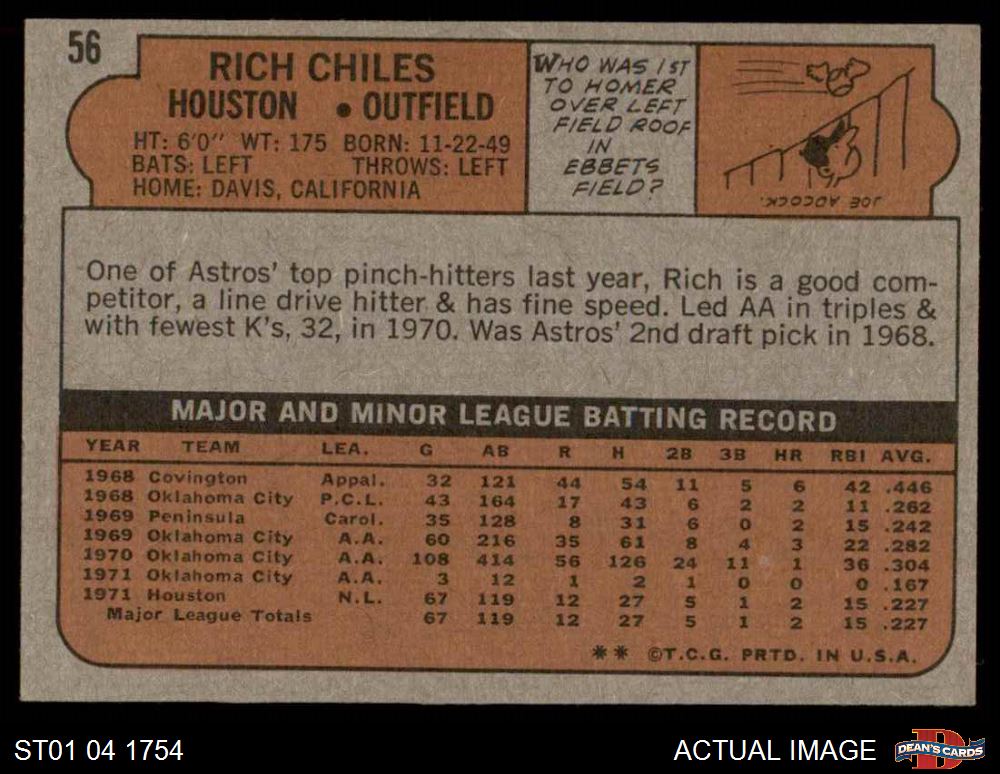 56
RICH CHILES
HOUSTON • OUTFIELD
HT: 6'0" WT: 175 BORN: 11-22-49
BATS: LEFT THROWS: LEFT
HOME: DAVIS, CALIFORNIA
WHO WAS 1ST
TO HOMER
OVER LEFT
FIELD ROOF
IN
EBBETS
FIELD?
JOE ADCOCK.
One of Astros' top pinch-hitters last year, Rich is a good com-
petitor, a line drive hitter & has fine speed. Led AA in triples &
with fewest K's, 32, in 1970. Was Astros' 2nd draft pick in 1968.
MAJOR AND MINOR LEAGUE BATTING RECORD
YEAR TEAM LEA. G AB R H 2B 3B HR RBI AVG.
1968 Covington Appal. 32 121 44 54 11 5 6 42 .446
1968 Oklahoma City P.C.L. 43 164 17 43 6 2 2 11 .262
1969 Peninsula Carol. 35 128 8 31 6 0 2 15 .242
1969 Oklahoma City A.A. 60 216 35 61 8 4 3 22 .282
1970 Oklahoma City A.A. 108 414 56 126 24 11 1 36 .304
1971 Oklahoma City A.A. 3 12 1 2 1 0 0 0 .167
1971 Houston N.L. 67 119 12 27 5 1 2 15 .227
Major League Totals 67 119 12 27 5 1 2 15 .227
** ©T.C.G. PRTD. IN U.S.A.
ST01 04 1754
ACTUAL IMAGE
D
DEAN'S CARDS